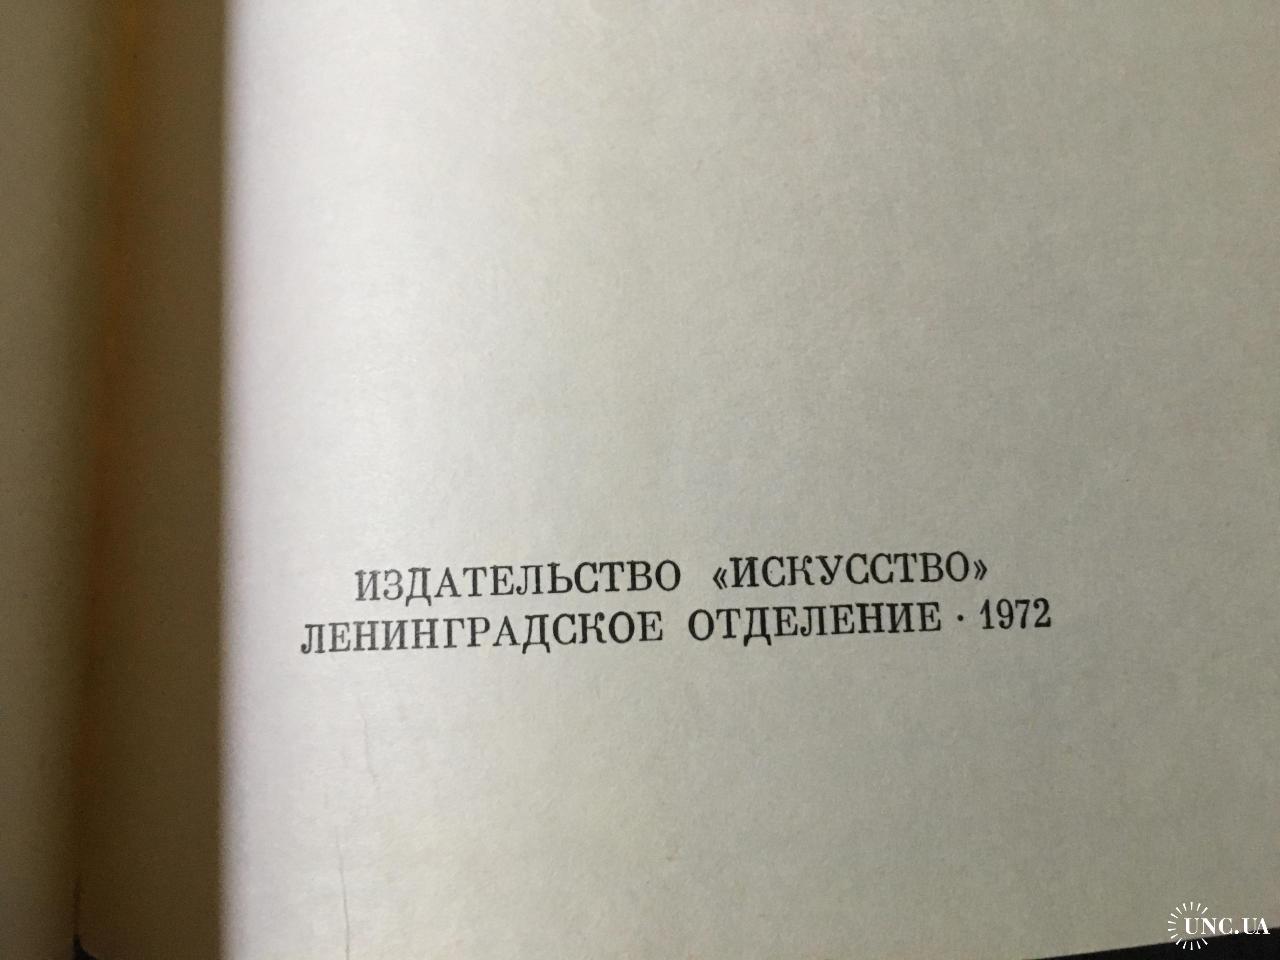 ИЗДАТЕЛЬСТВО «ИСКУССТВО»
ЛЕНИНГРАДСКОЕ ОТДЕЛЕНИЕ · 1972
UNC.UA